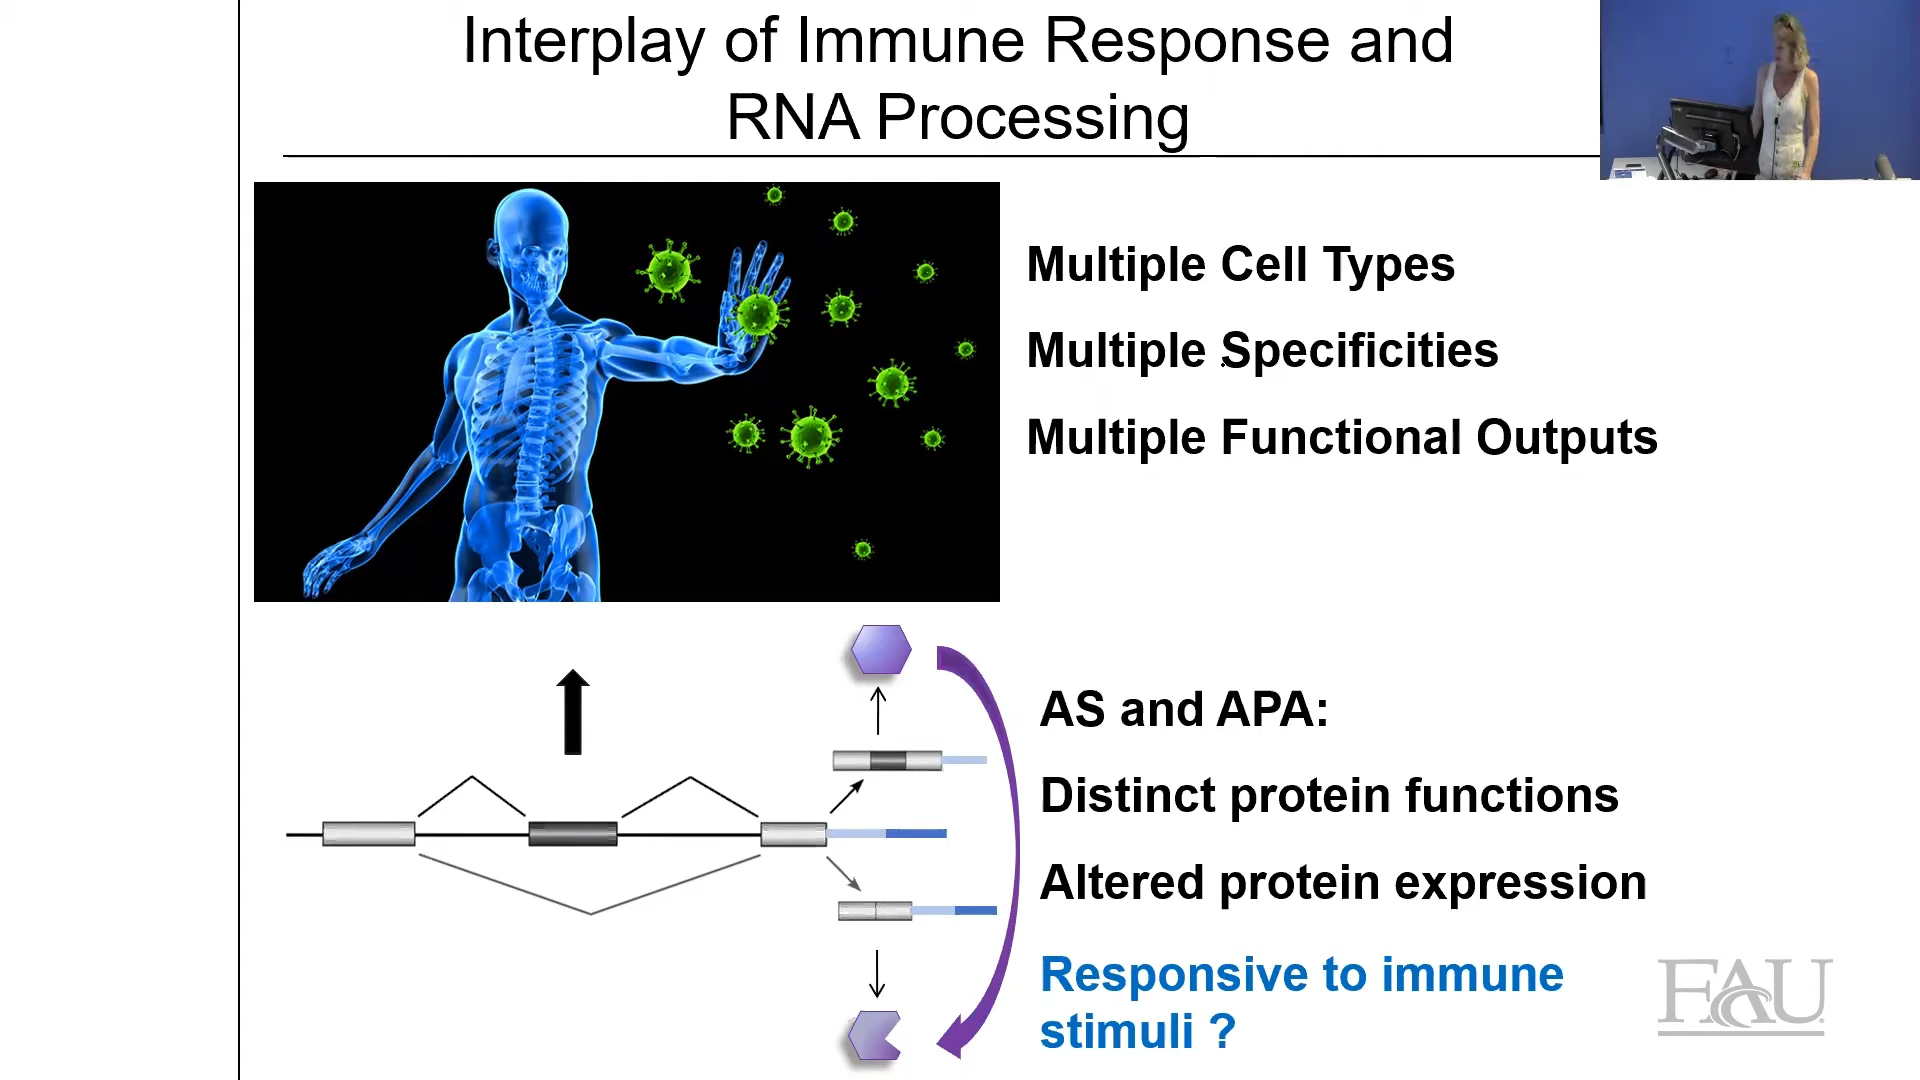 Interplay of Immune Response and
RNA Processing
Multiple Cell Types
Multiple Specificities
Multiple Functional Outputs
AS and APA:
Distinct protein functions
Altered protein expression
Responsive to immune
stimuli ?
FAU